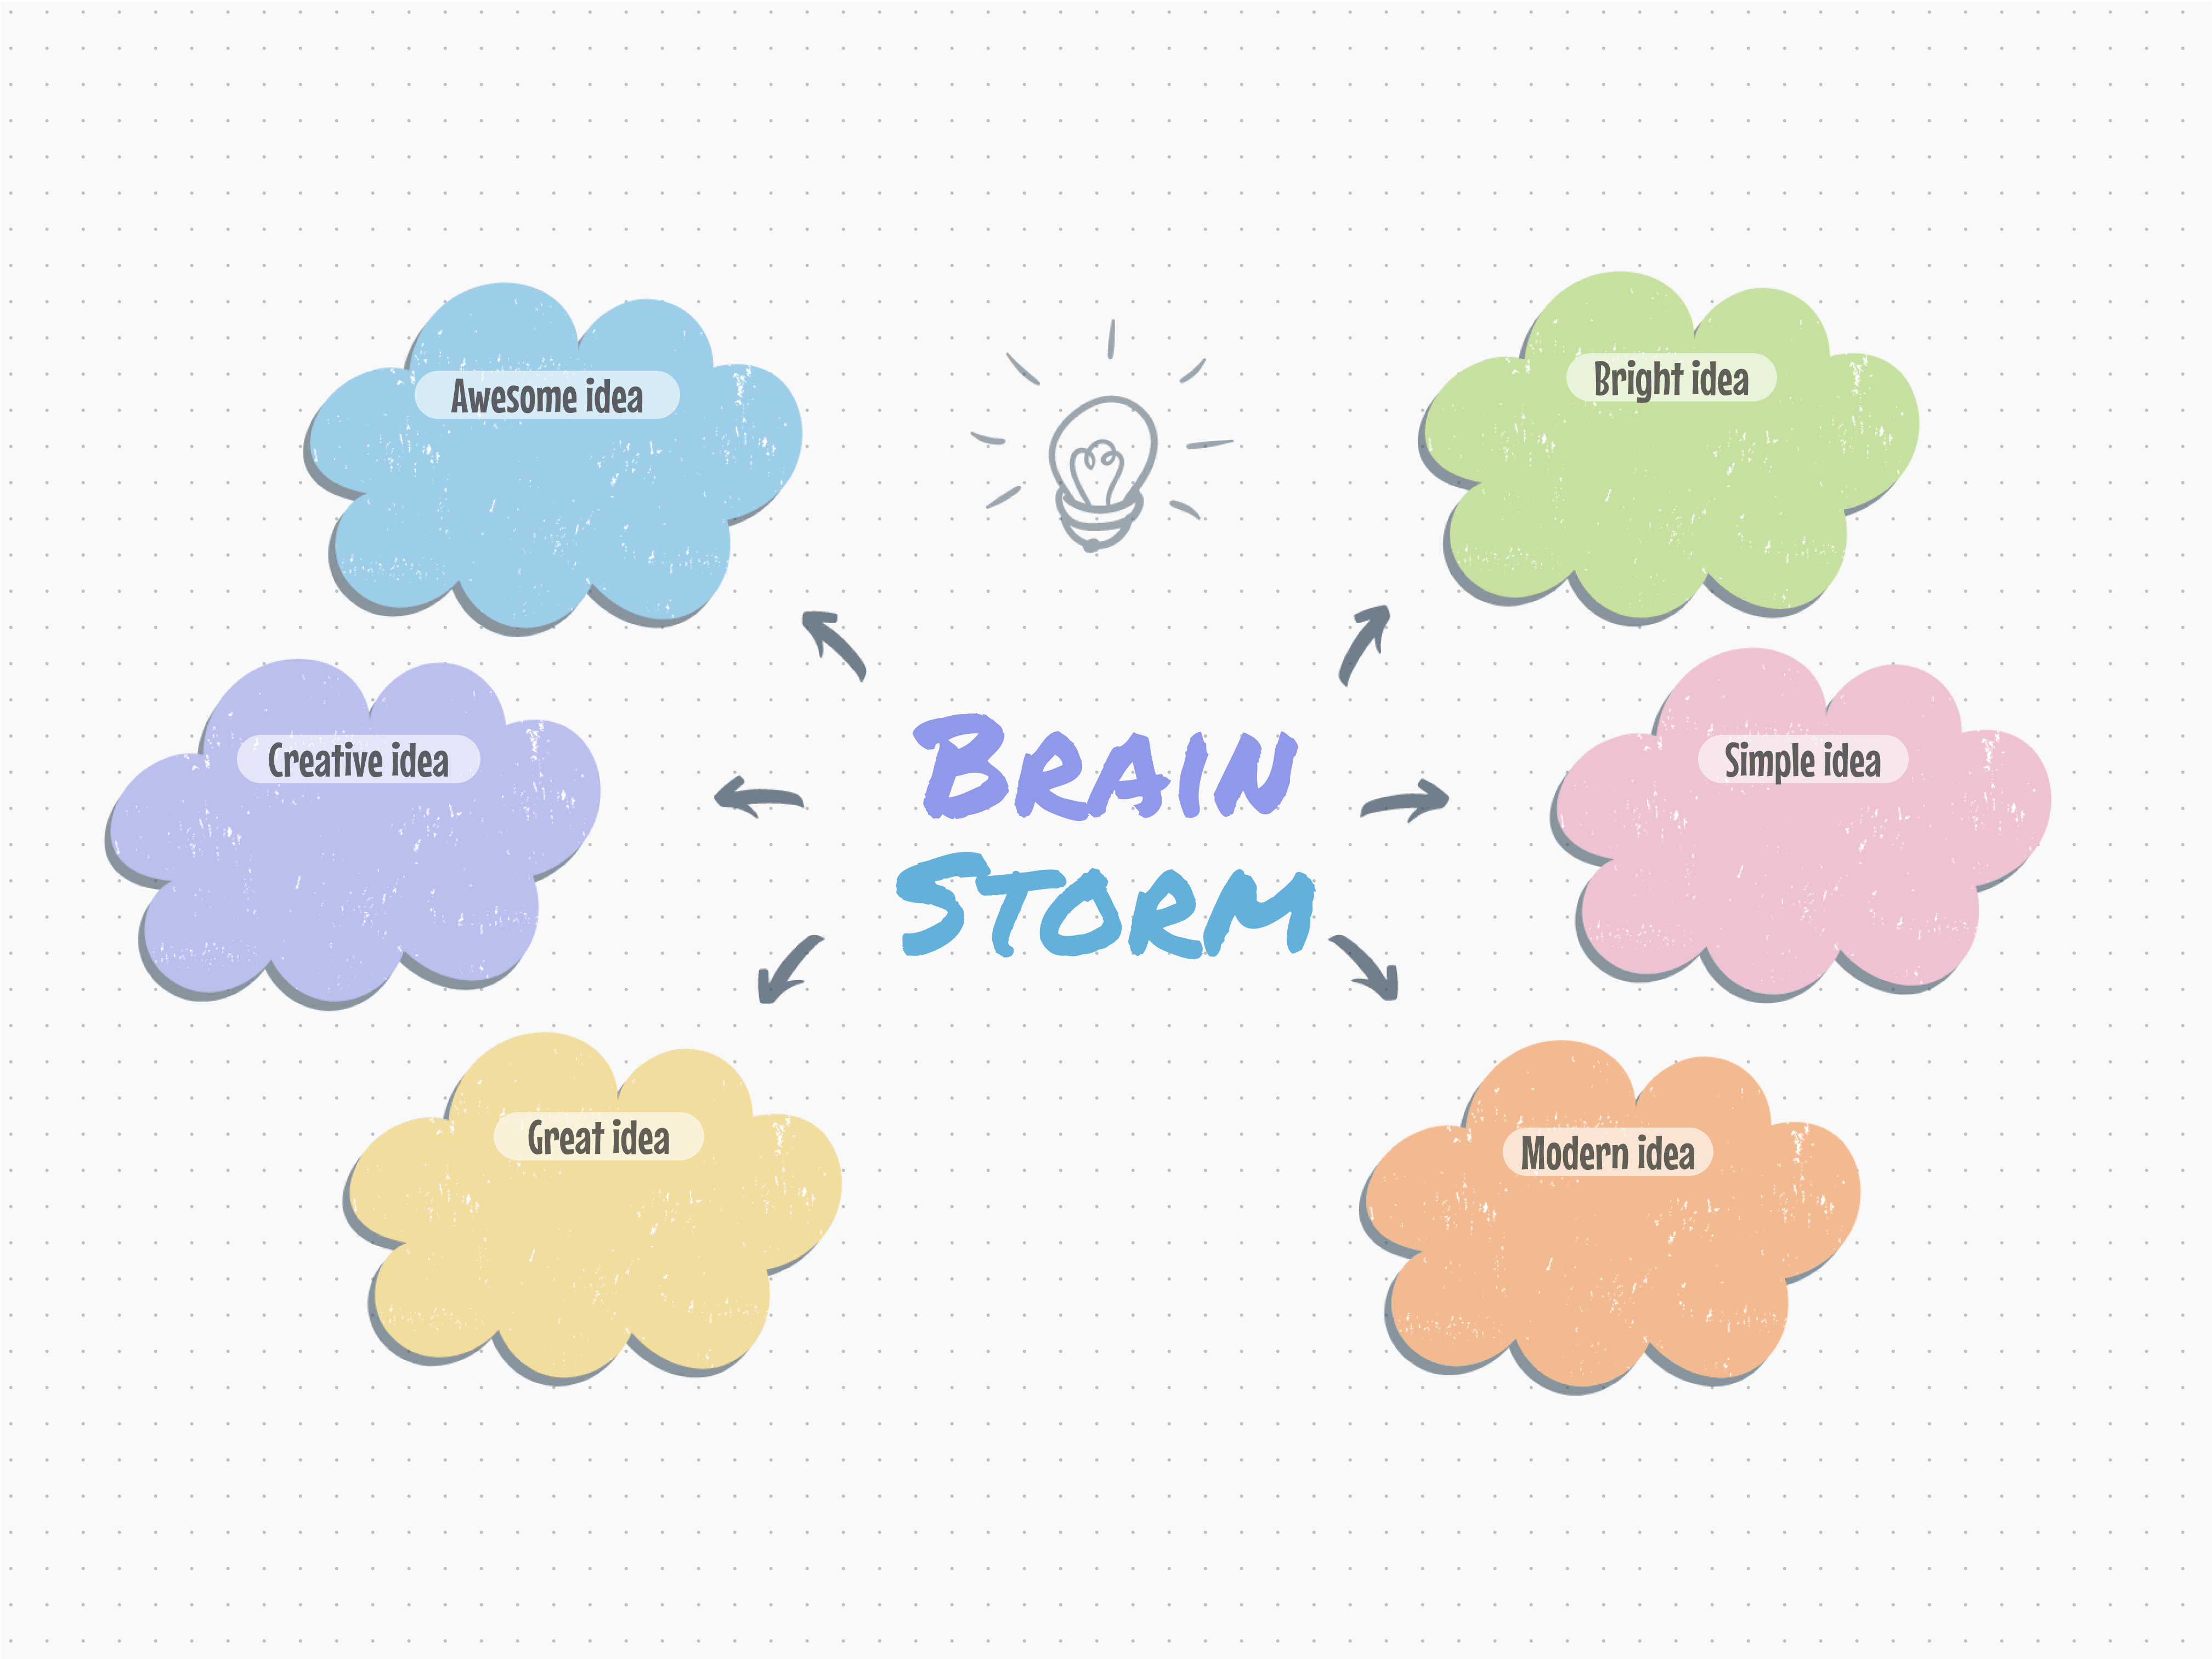 Awesome idea
Bright idea
Creative idea
Simple idea
BRAIN
STORM
Great idea
Modern idea